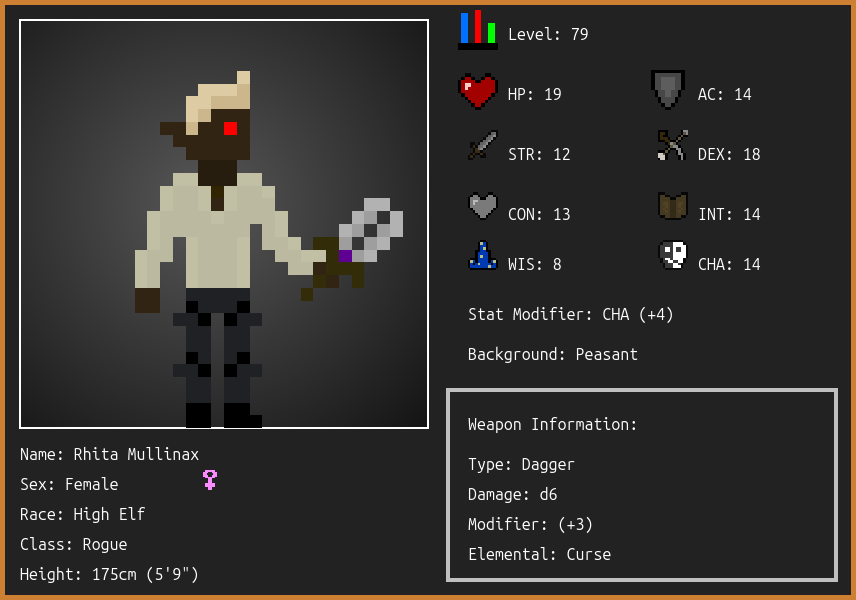 Level: 79
HP: 19
AC: 14
STR: 12
DEX: 18
CON: 13
INT: 14
WIS: 8
CHA: 14
Stat Modifier: CHA (+4)
Background: Peasant
Weapon Information:
Type: Dagger
Damage: d6
Modifier: (+3)
Elemental: Curse
Name: Rhita Mullinax
Sex: Female
Race: High Elf
Class: Rogue
Height: 175cm (5'9")